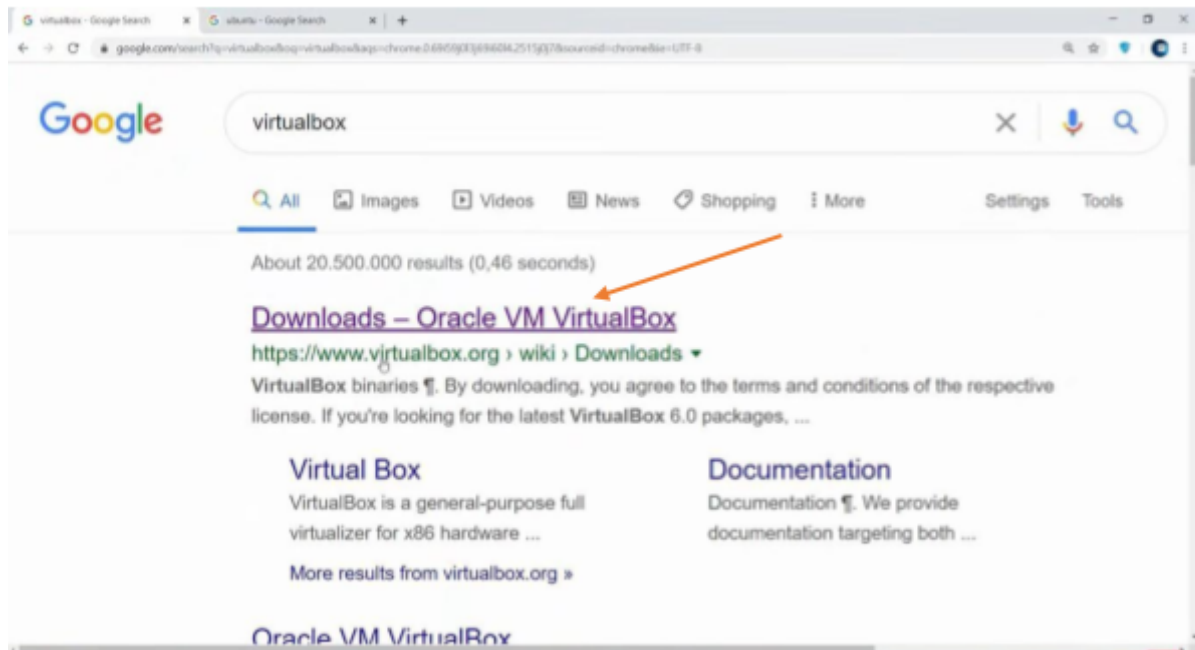 virtualbox - Google Search
ubuntu - Google Search
Google
virtualbox
All Images Videos News Shopping More Settings Tools
About 20.500.000 results (0,46 seconds)
Downloads – Oracle VM VirtualBox
https://www.virtualbox.org › wiki › Downloads
VirtualBox binaries ¶. By downloading, you agree to the terms and conditions of the respective
license. If you're looking for the latest VirtualBox 6.0 packages, ...
Virtual Box
VirtualBox is a general-purpose full
virtualizer for x86 hardware ...
More results from virtualbox.org »
Documentation
Documentation ¶. We provide
documentation targeting both ...
Oracle VM VirtualBox